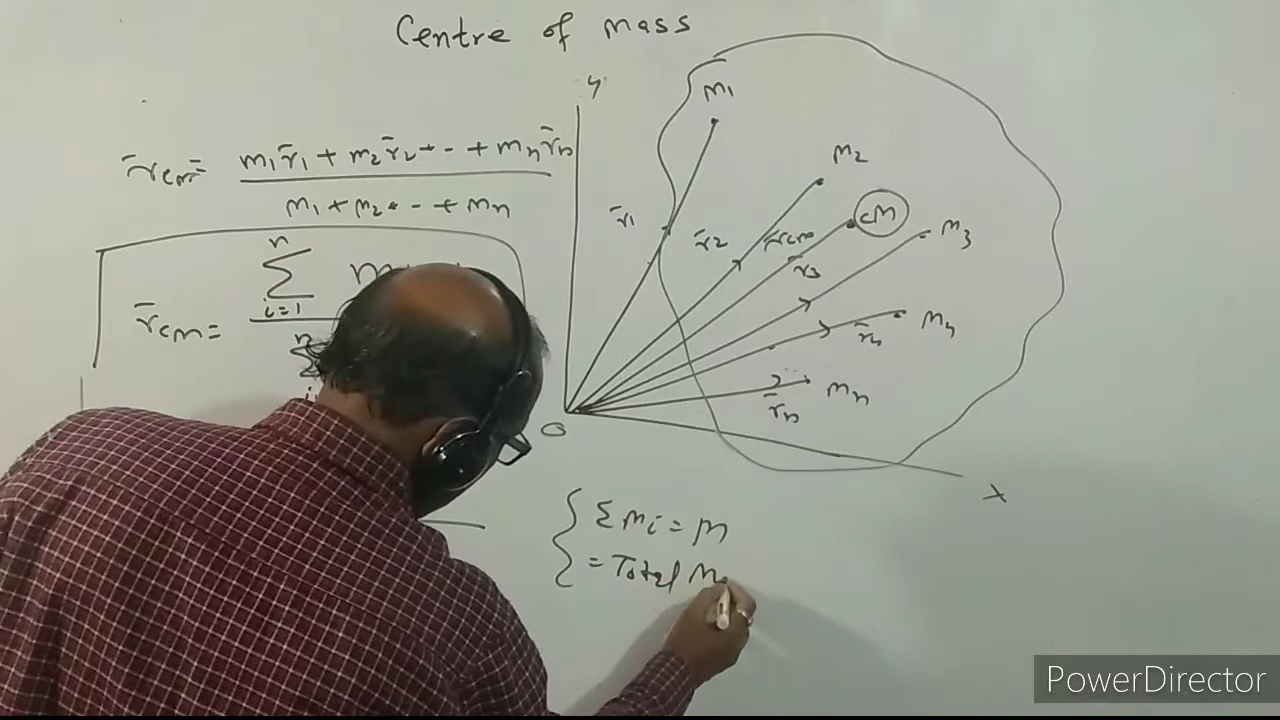 Centre of mass
y
m1
r̄cm = m1r̄1 + m2r̄2 + - - + mnr̄n
m1 + m2 + - - + mn
m2
cM
r̄1
r̄2
r̄cm
m3
r̄3
n
Σ m
i=1
r̄cm =
n
Σ
i
m4
r̄4
mn
r̄n
O
x
{ Σmi = M
= Total M
PowerDirector